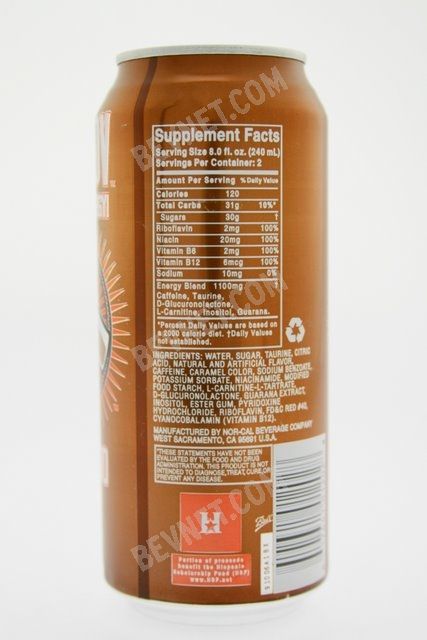 Supplement Facts
Serving Size 8.0 fl. oz. (240 mL)
Servings Per Container: 2
Amount Per Serving % Daily Value
Calories 120
Total Carbs 31g 10%*
Sugars 30g †
Riboflavin 2mg 100%
Niacin 20mg 100%
Vitamin B6 2mg 100%
Vitamin B12 6mcg 100%
Sodium 10mg 0%
Energy Blend 1100mg †
Caffeine, Taurine,
D-Glucuronolactone,
L-Carnitine, Inositol, Guarana.
*Percent Daily Values are based on
a 2000 calorie diet. †Daily Values
not established.
INGREDIENTS: WATER, SUGAR, TAURINE, CITRIC
ACID, NATURAL AND ARTIFICIAL FLAVOR,
CAFFEINE, CARAMEL COLOR, SODIUM BENZOATE,
POTASSIUM SORBATE, NIACINAMIDE, MODIFIED
FOOD STARCH, L-CARNITINE-L-TARTRATE,
D-GLUCURONOLACTONE, GUARANA EXTRACT,
INOSITOL, ESTER GUM, PYRIDOXINE
HYDROCHLORIDE, RIBOFLAVIN, FD&C RED #40,
CYANOCOBALAMIN (VITAMIN B12).
MANUFACTURED BY NOR-CAL BEVERAGE COMPANY
WEST SACRAMENTO, CA 95691 U.S.A.
*THESE STATEMENTS HAVE NOT BEEN
EVALUATED BY THE FOOD AND DRUG
ADMINISTRATION. THIS PRODUCT IS NOT
INTENDED TO DIAGNOSE, TREAT, CURE, OR
PREVENT ANY DISEASE.
H
Portion of proceeds
benefit the Hispanic
Scholarship Fund (HSF)
www.HSF.net
BEVNET.COM
BEVNET.COM
BEVNET.COM
BEVNET.COM